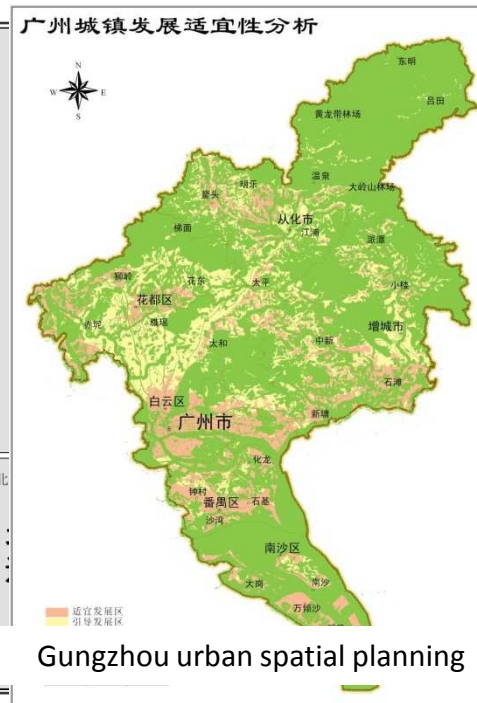 广州城镇发展适宜性分析
N
W E
S
东明
吕田
黄龙带林场
温泉
大岭山林场
明乐
鳌头
从化市
江浦
派潭
梯面
狮岭
花东
太平
小楼
花都区
赤坭
雅瑶
增城市
太和
中新
石滩
白云区
新塘
广州市
化龙
北
钟村
番禺区
石基
沙湾
南沙区
大岗
南沙
万顷沙
适宜发展区
引导发展区
Gungzhou urban spatial planning